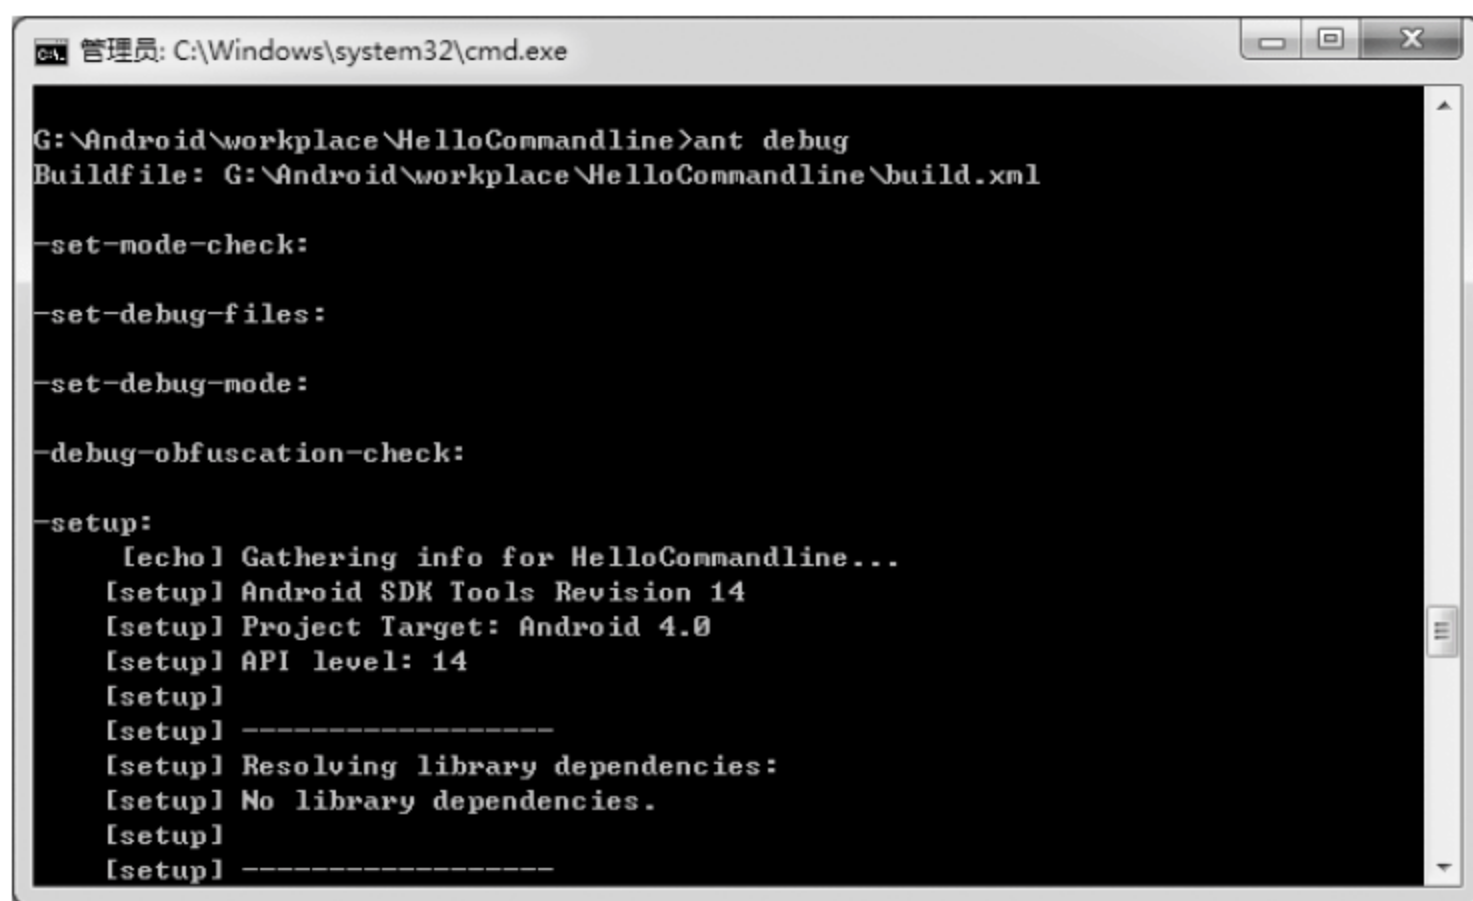 管理员: C:\Windows\system32\cmd.exe
G:\Android\workplace\HelloCommandline>ant debug
Buildfile: G:\Android\workplace\HelloCommandline\build.xml
-set-mode-check:
-set-debug-files:
-set-debug-mode:
-debug-obfuscation-check:
-setup:
[echo] Gathering info for HelloCommandline...
[setup] Android SDK Tools Revision 14
[setup] Project Target: Android 4.0
[setup] API level: 14
[setup]
[setup] ------------------
[setup] Resolving library dependencies:
[setup] No library dependencies.
[setup]
[setup] ------------------